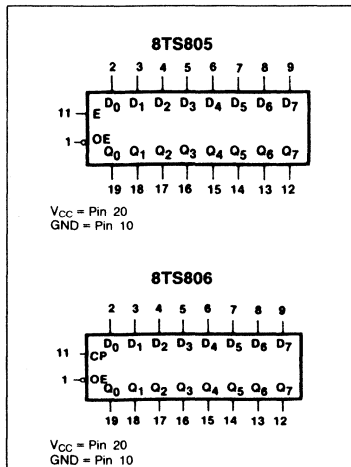 8TS805
2 3 4 5 6 7 8 9
D0 D1 D2 D3 D4 D5 D6 D7
11 E
1 OE
Q0 Q1 Q2 Q3 Q4 Q5 Q6 Q7
19 18 17 16 15 14 13 12
VCC = Pin 20
GND = Pin 10
8TS806
2 3 4 5 6 7 8 9
D0 D1 D2 D3 D4 D5 D6 D7
11 CP
1 OE
Q0 Q1 Q2 Q3 Q4 Q5 Q6 Q7
19 18 17 16 15 14 13 12
VCC = Pin 20
GND = Pin 10